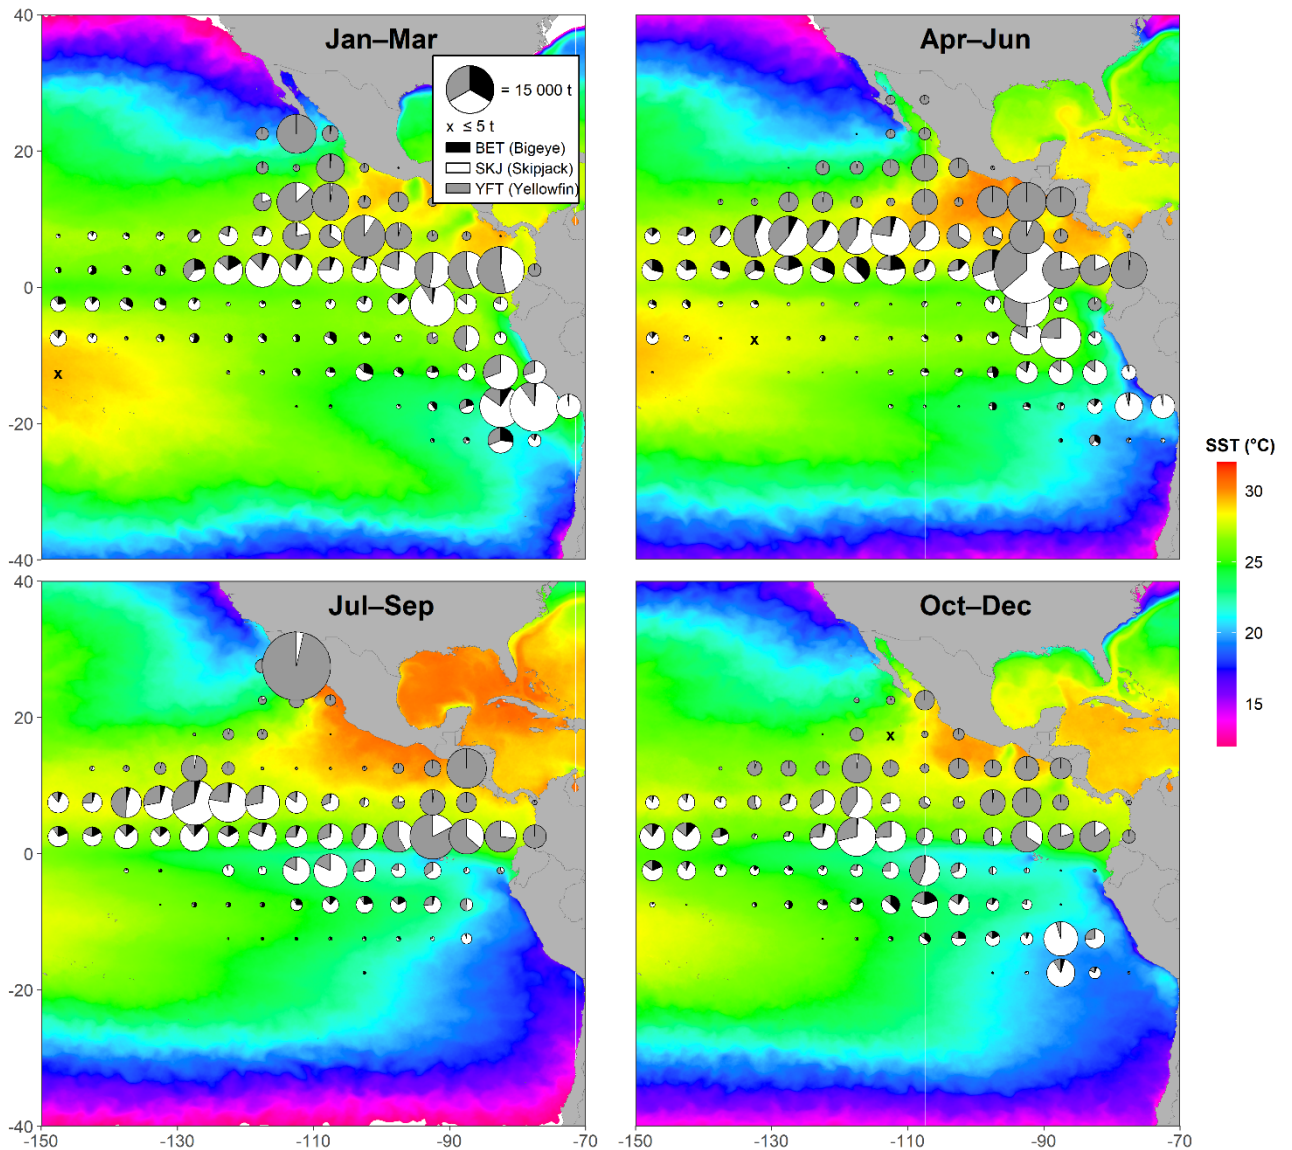 Jan–Mar
Apr–Jun
40
20
0
-20
-40
= 15 000 t
x ≤ 5 t
BET (Bigeye)
SKJ (Skipjack)
YFT (Yellowfin)
x
x
SST (°C)
30
25
20
15
Jul–Sep
Oct–Dec
40
20
0
-20
-40
x
-150
-130
-110
-90
-70
-150
-130
-110
-90
-70